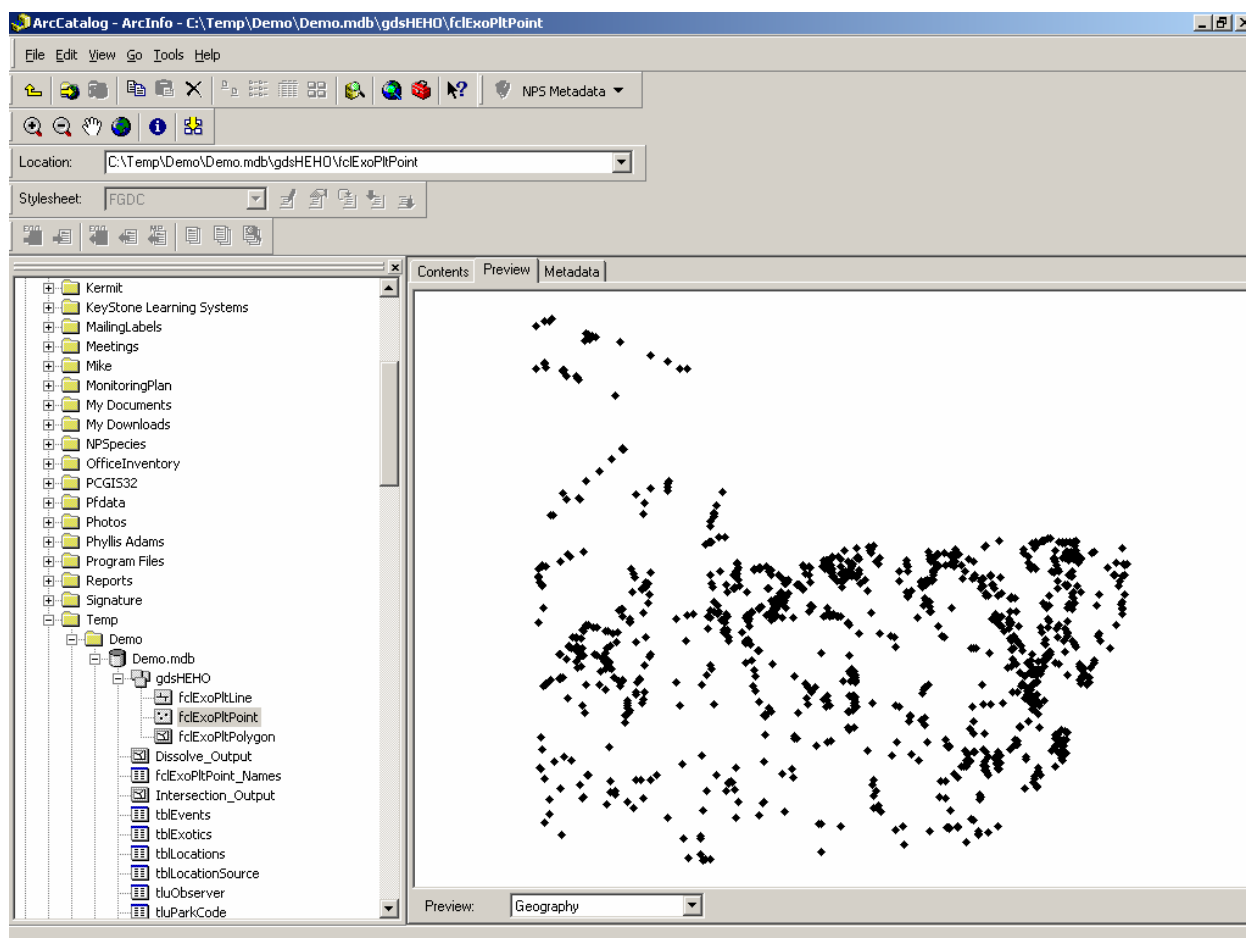 ArcCatalog - ArcInfo - C:\Temp\Demo\Demo.mdb\gdsHEHO\fclExoPltPoint
File Edit View Go Tools Help
NPS Metadata
Location: C:\Temp\Demo\Demo.mdb\gdsHEHO\fclExoPltPoint
Stylesheet: FGDC
Contents Preview Metadata
Kermit
KeyStone Learning Systems
MailingLabels
Meetings
Mike
MonitoringPlan
My Documents
My Downloads
NPSpecies
OfficeInventory
PCGIS32
Pfdata
Photos
Phyllis Adams
Program Files
Reports
Signature
Temp
Demo
Demo.mdb
gdsHEHO
fclExoPltLine
fclExoPltPoint
fclExoPltPolygon
Dissolve_Output
fclExoPltPoint_Names
Intersection_Output
tblEvents
tblExotics
tblLocations
tblLocationSource
tluObserver
tluParkCode
Preview: Geography